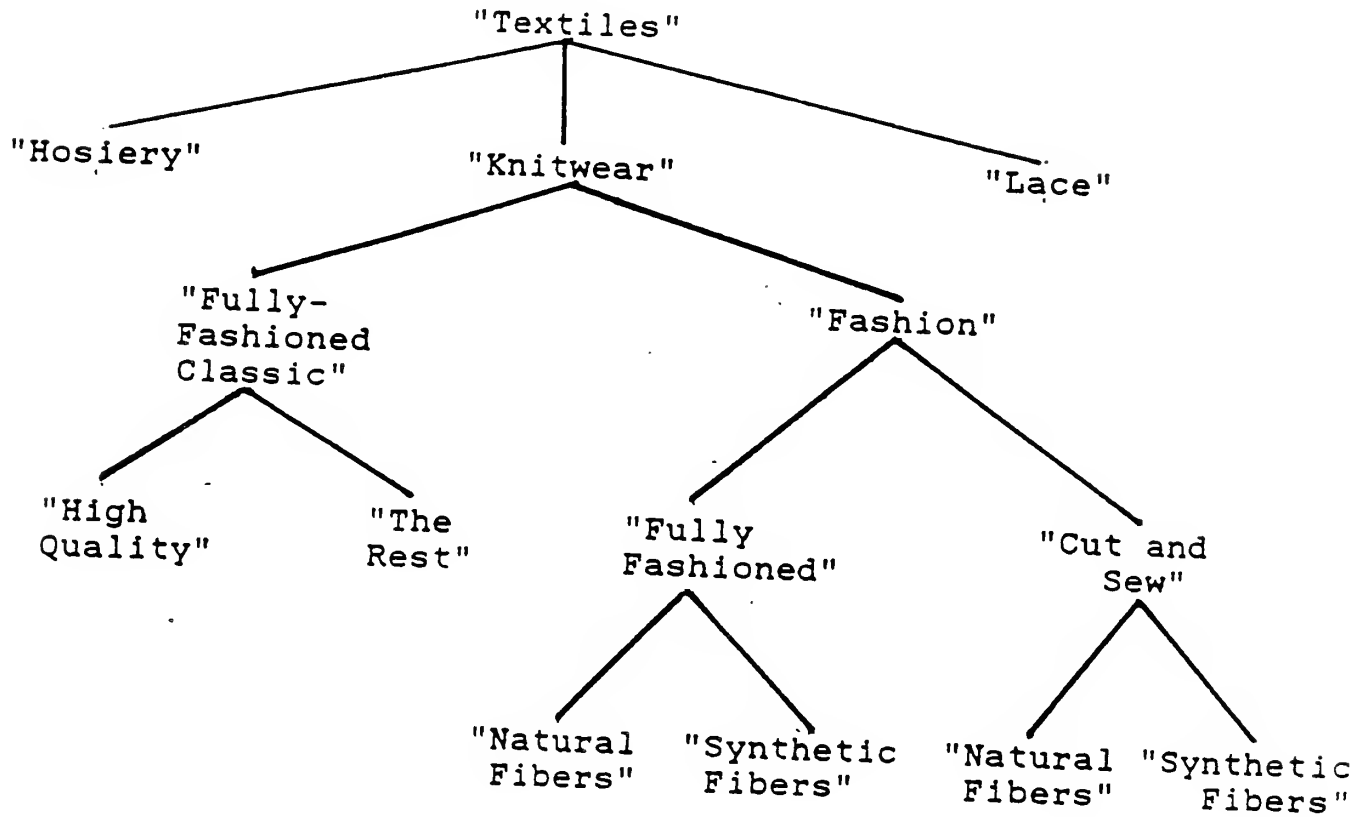 "Textiles"
"Hosiery"
"Knitwear"
"Lace"
"Fully-
Fashioned
Classic"
"Fashion"
"High
Quality"
"The
Rest"
"Fully
Fashioned"
"Cut and
Sew"
"Natural
Fibers"
"Synthetic
Fibers"
"Natural
Fibers"
"Synthetic
Fibers"